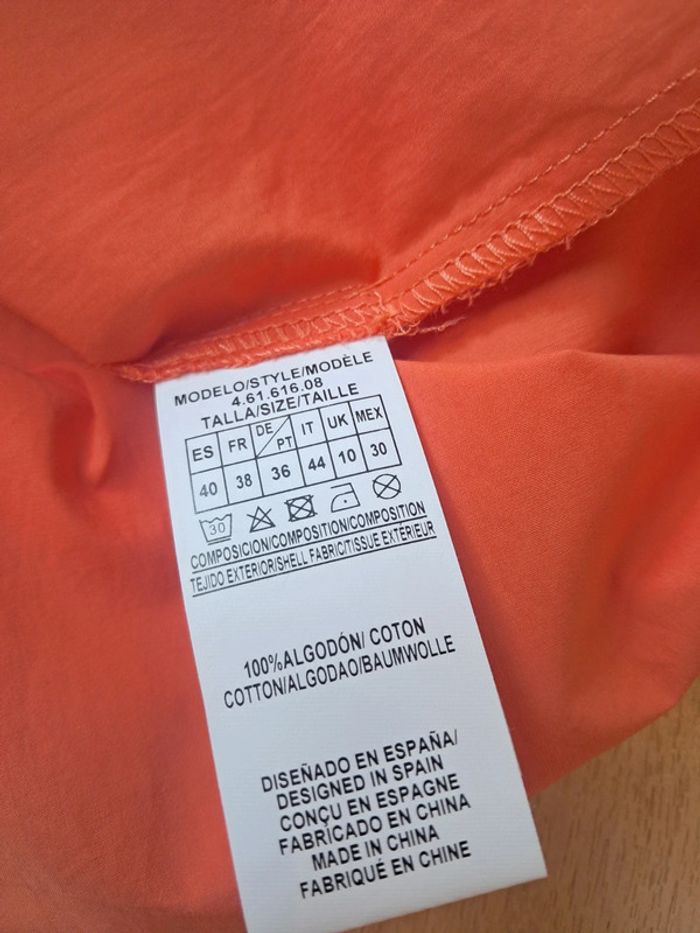 MODELO/STYLE/MODÈLE
4.61.616.08
TALLA/SIZE/TAILLE
ES FR DE/PT IT UK MEX
40 38 36 44 10 30
30
COMPOSICIÓN/COMPOSITION/COMPOSITION
TEJIDO EXTERIOR/SHELL FABRIC/TISSUE EXTÉRIEUR
100%ALGODÓN/ COTON
COTTON/ALGODAO/BAUMWOLLE
DISEÑADO EN ESPAÑA/
DESIGNED IN SPAIN
CONÇU EN ESPAGNE
FABRICADO EN CHINA
MADE IN CHINA
FABRIQUÉ EN CHINE